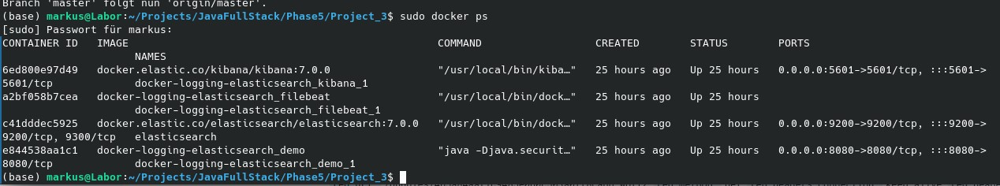 Branch 'master' folgt nun 'origin/master'.
(base) markus@Labor:~/Projects/JavaFullStack/Phase5/Project_3$ sudo docker ps
[sudo] Passwort für markus:
CONTAINER ID   IMAGE                                                 COMMAND                  CREATED        STATUS        PORTS
NAMES
6ed800e97d49   docker.elastic.co/kibana/kibana:7.0.0                 "/usr/local/bin/kiba…"   25 hours ago   Up 25 hours   0.0.0.0:5601->5601/tcp, :::5601->
5601/tcp             docker-logging-elasticsearch_kibana_1
a2bf058b7cea   docker-logging-elasticsearch_filebeat                 "/usr/local/bin/dock…"   25 hours ago   Up 25 hours
docker-logging-elasticsearch_filebeat_1
c41dddec5925   docker.elastic.co/elasticsearch/elasticsearch:7.0.0   "/usr/local/bin/dock…"   25 hours ago   Up 25 hours   0.0.0.0:9200->9200/tcp, :::9200->
9200/tcp, 9300/tcp   elasticsearch
e844538aa1c1   docker-logging-elasticsearch_demo                     "java -Djava.securit…"   25 hours ago   Up 25 hours   0.0.0.0:8080->8080/tcp, :::8080->
8080/tcp             docker-logging-elasticsearch_demo_1
(base) markus@Labor:~/Projects/JavaFullStack/Phase5/Project_3$